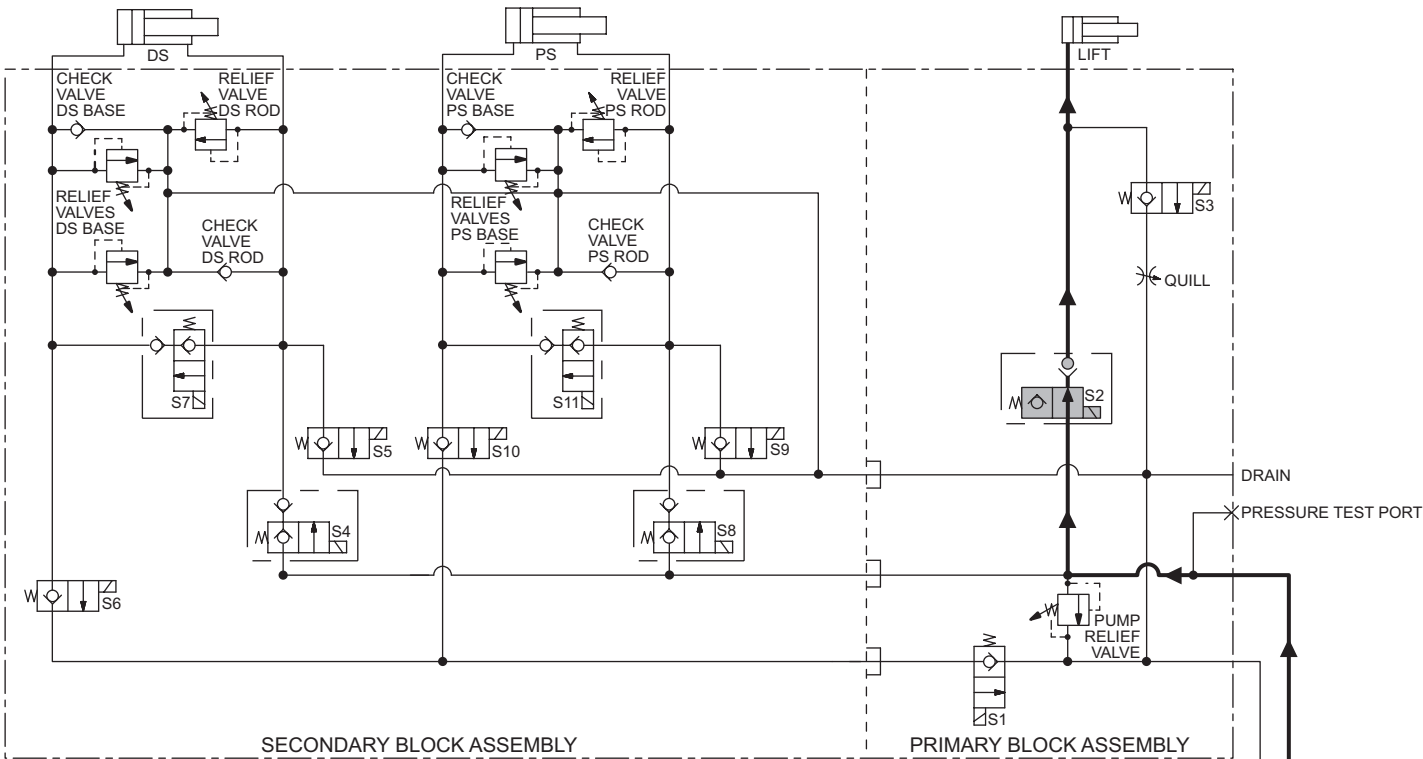 DS
PS
LIFT
CHECK
VALVE
DS BASE
RELIEF
VALVE
DS ROD
CHECK
VALVE
PS BASE
RELIEF
VALVE
PS ROD
RELIEF
VALVES
DS BASE
CHECK
VALVE
DS ROD
RELIEF
VALVES
PS BASE
CHECK
VALVE
PS ROD
S3
QUILL
S7
S11
S2
S5
S10
S9
DRAIN
PRESSURE TEST PORT
S4
S8
S6
PUMP
RELIEF
VALVE
S1
SECONDARY BLOCK ASSEMBLY
PRIMARY BLOCK ASSEMBLY